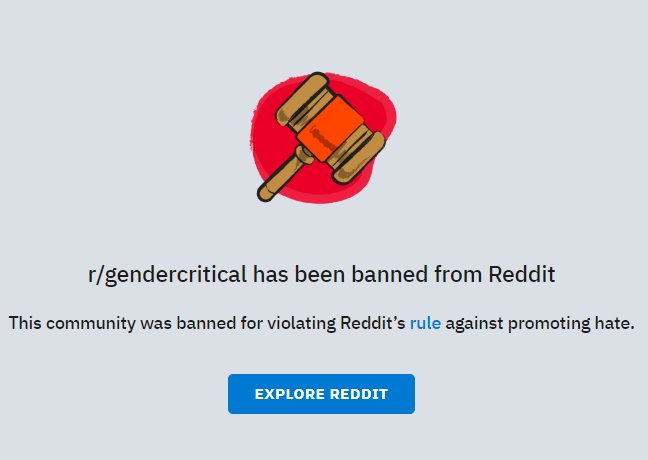 r/gendercritical has been banned from Reddit
This community was banned for violating Reddit’s rule against promoting hate.
EXPLORE REDDIT